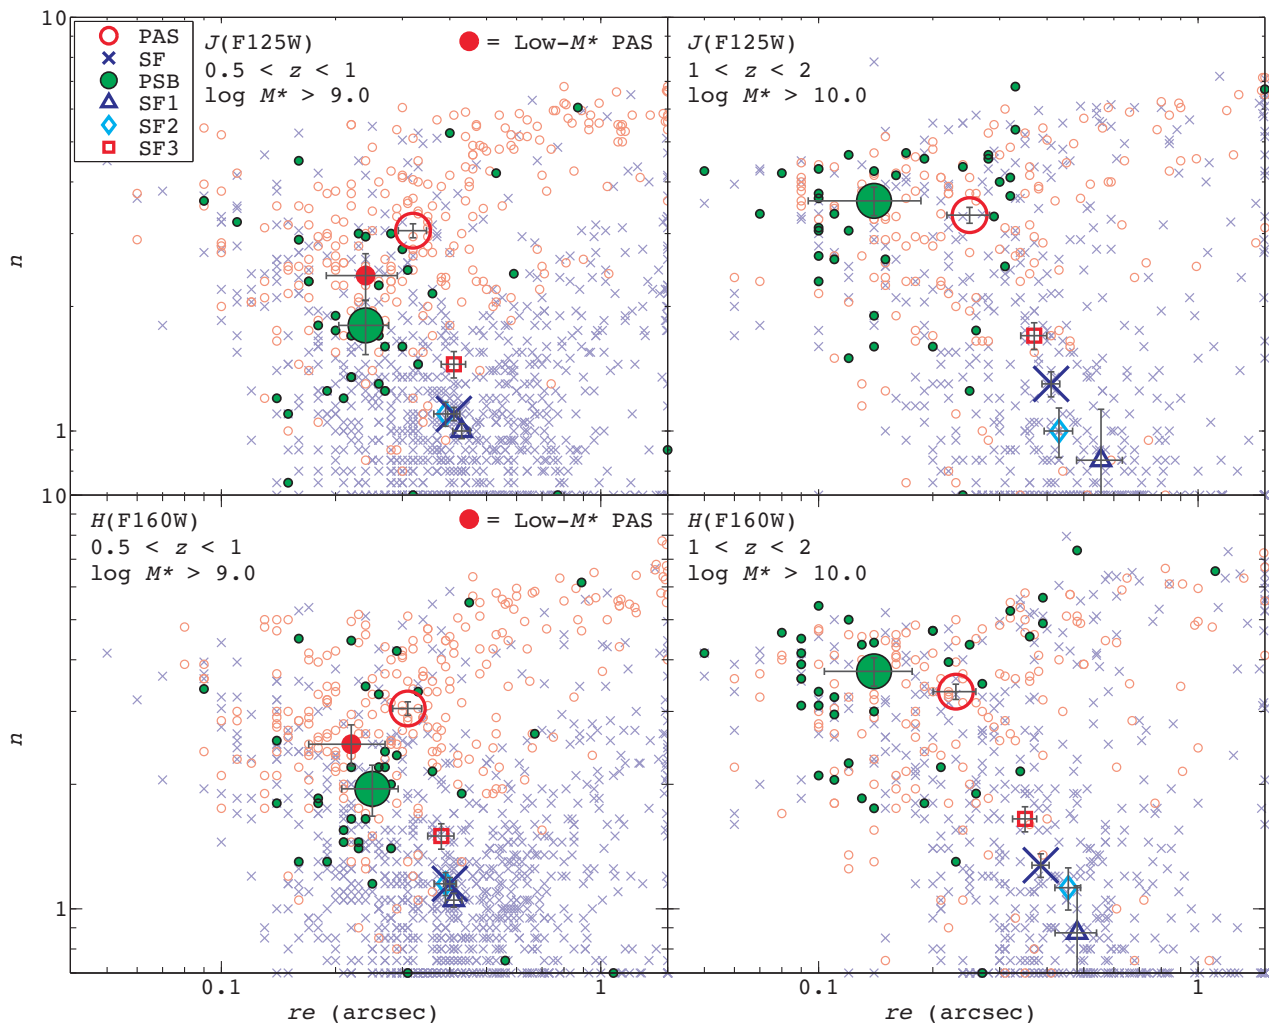 10
PAS
SF
PSB
SF1
SF2
SF3
J(F125W)
0.5 < z < 1
log M* > 9.0
= Low-M* PAS
J(F125W)
1 < z < 2
log M* > 10.0
n
1
10
H(F160W)
0.5 < z < 1
log M* > 9.0
= Low-M* PAS
H(F160W)
1 < z < 2
log M* > 10.0
n
1
0.1
1
0.1
1
re (arcsec)
re (arcsec)